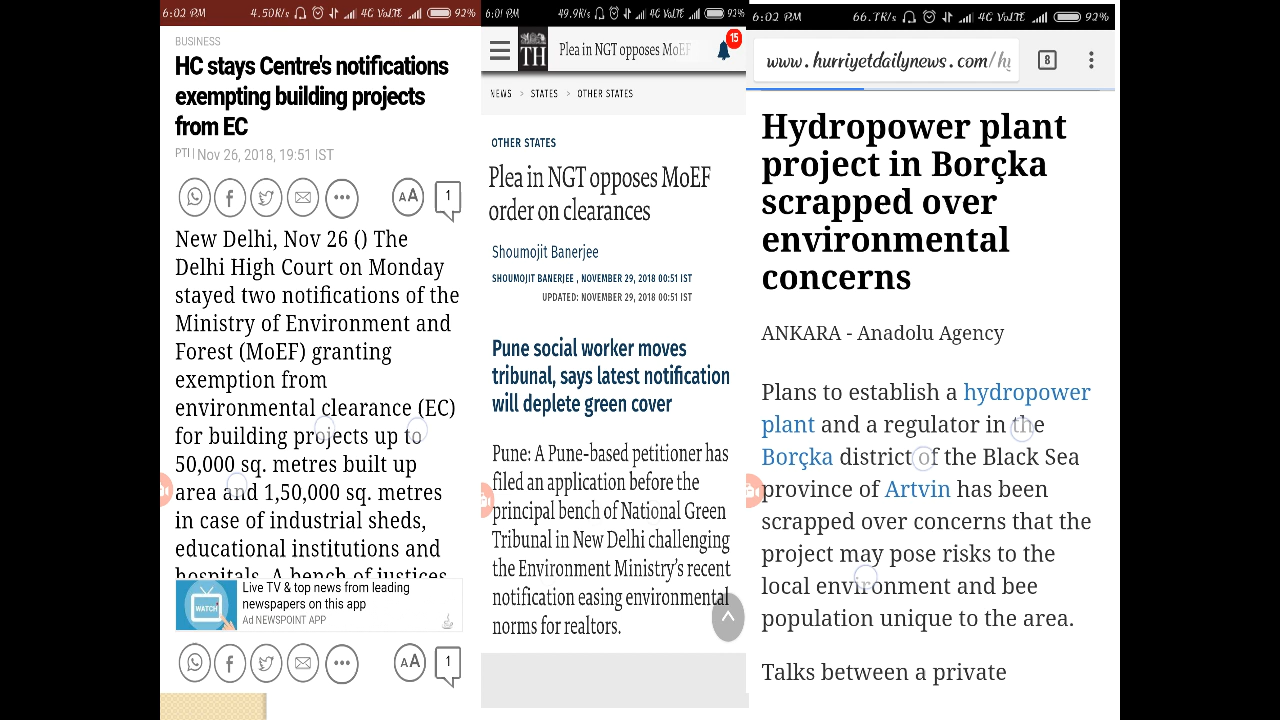 6:02 PM 4.50K/s 4G VoLTE 92%
BUSINESS
HC stays Centre's notifications
exempting building projects
from EC
PTI | Nov 26, 2018, 19:51 IST
AA 1
New Delhi, Nov 26 () The
Delhi High Court on Monday
stayed two notifications of the
Ministry of Environment and
Forest (MoEF) granting
exemption from
environmental clearance (EC)
for building projects up to
50,000 sq. metres built up
area and 1,50,000 sq. metres
in case of industrial sheds,
educational institutions and
hospitals. A bench of justices
WATCH
Live TV & top news from leading
newspapers on this app
Ad NEWSPOINT APP
AA 1
6:01 PM 49.9K/s 4G VoLTE 92%
TH Plea in NGT opposes MoEF 15
NEWS > STATES > OTHER STATES
OTHER STATES
Plea in NGT opposes MoEF
order on clearances
Shoumojit Banerjee
SHOUMOJIT BANERJEE , NOVEMBER 29, 2018 00:51 IST
UPDATED: NOVEMBER 29, 2018 00:51 IST
Pune social worker moves
tribunal, says latest notification
will deplete green cover
Pune: A Pune-based petitioner has
filed an application before the
principal bench of National Green
Tribunal in New Delhi challenging
the Environment Ministry's recent
notification easing environmental
norms for realtors.
6:02 PM 66.7K/s 4G VoLTE 92%
www.hurriyetdailynews.com/h 8
Hydropower plant
project in Borçka
scrapped over
environmental
concerns
ANKARA - Anadolu Agency
Plans to establish a hydropower
plant and a regulator in the
Borçka district of the Black Sea
province of Artvin has been
scrapped over concerns that the
project may pose risks to the
local environment and bee
population unique to the area.
Talks between a private